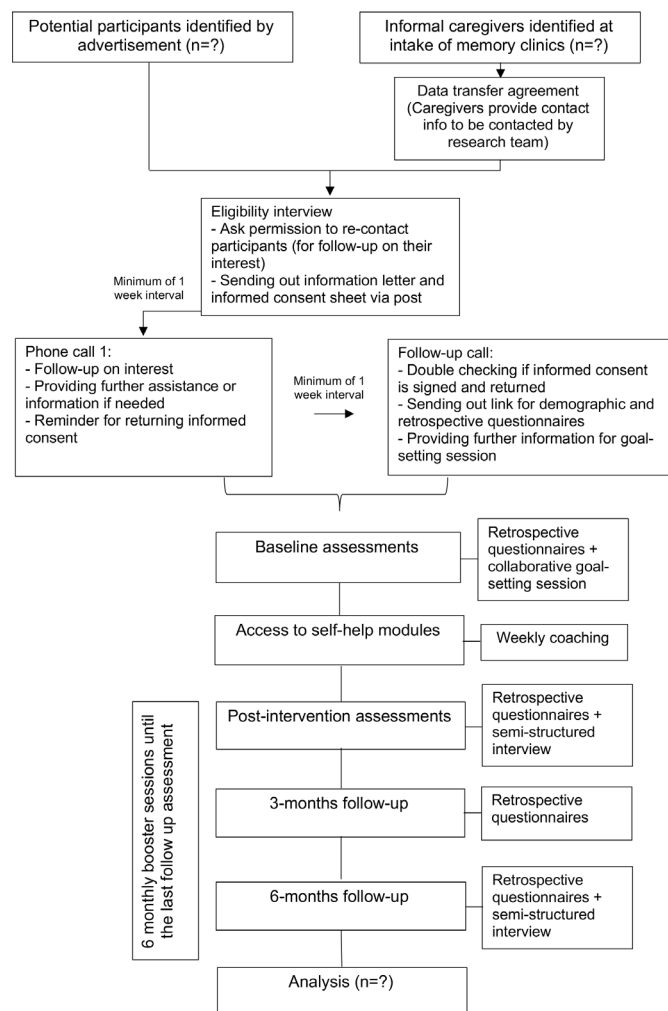 Potential participants identified by
advertisement (n=?)
Informal caregivers identified at
intake of memory clinics (n=?)
Data transfer agreement
(Caregivers provide contact
info to be contacted by
research team)
Eligibility interview
- Ask permission to re-contact
participants (for follow-up on their
interest)
- Sending out information letter and
informed consent sheet via post
Minimum of 1
week interval
Phone call 1:
- Follow-up on interest
- Providing further assistance or
information if needed
- Reminder for returning informed
consent
Minimum of 1
week interval
Follow-up call:
- Double checking if informed consent
is signed and returned
- Sending out link for demographic and
retrospective questionnaires
- Providing further information for goal-
setting session
Baseline assessments
Retrospective
questionnaires +
collaborative goal-
setting session
Access to self-help modules
Weekly coaching
Post-intervention assessments
Retrospective
questionnaires +
semi-structured
interview
6 monthly booster sessions until
the last follow up assessment
3-months follow-up
Retrospective
questionnaires
6-months follow-up
Retrospective
questionnaires +
semi-structured
interview
Analysis (n=?)